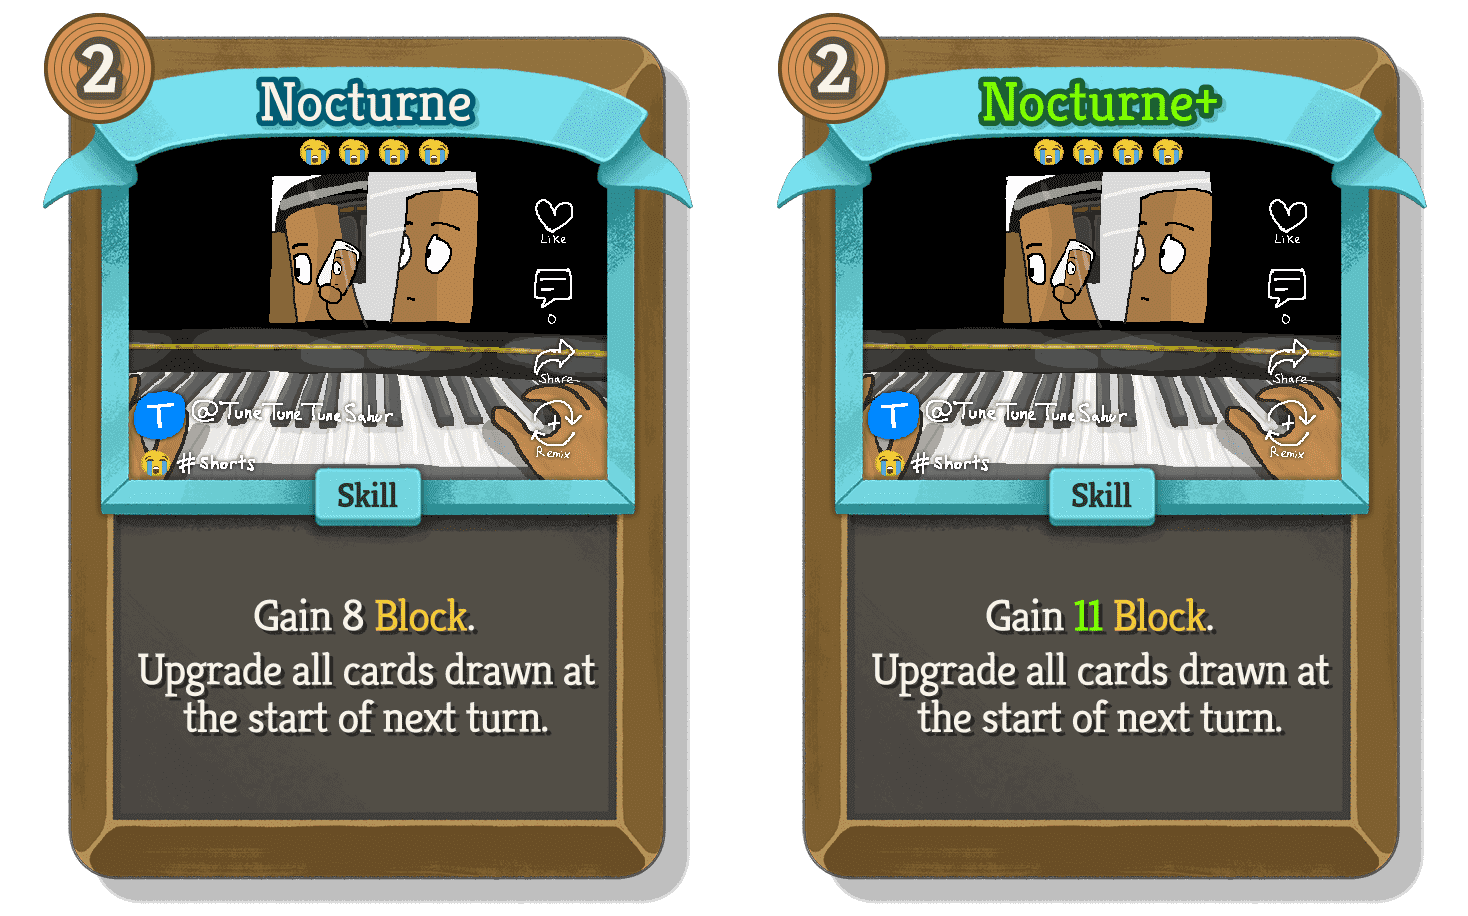 2
Nocturne
😭 😭 😭 😭
Like
0
Share
T @TuneTuneTuneSahur
Remix
😭 #shorts
Skill
Gain 8 Block.
Upgrade all cards drawn at
the start of next turn.
2
Nocturne+
😭 😭 😭 😭
Like
0
Share
T @TuneTuneTuneSahur
Remix
😭 #shorts
Skill
Gain 11 Block.
Upgrade all cards drawn at
the start of next turn.